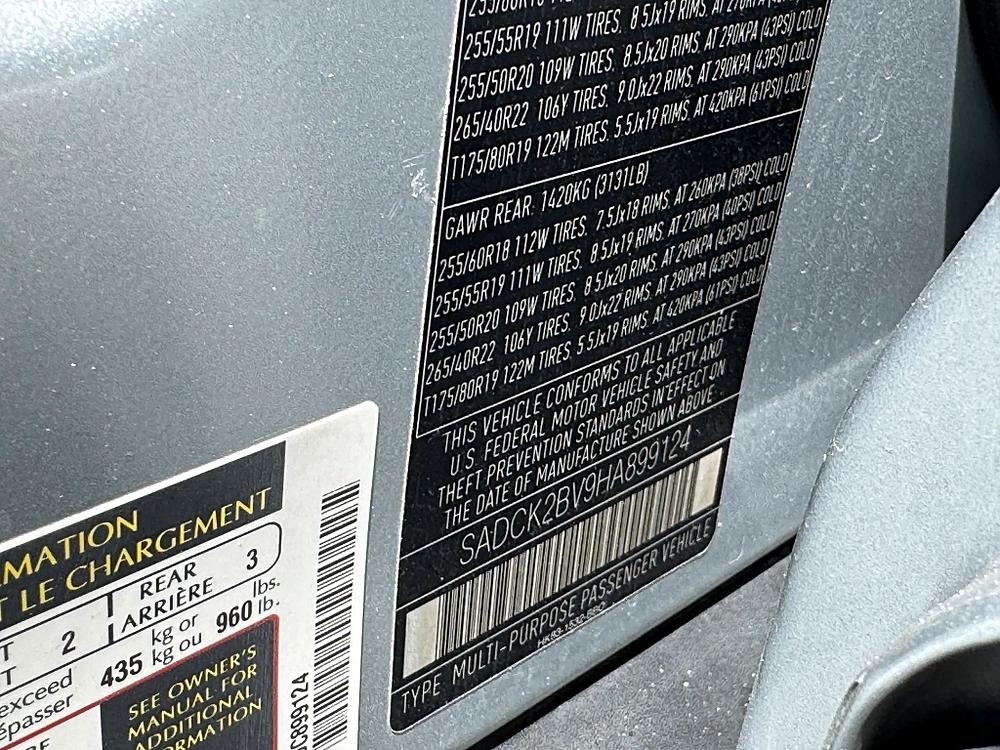 255/55R19 111W TIRES. 8.5Jx19 RIMS. AT 290KPA
255/50R20 109W TIRES. 8.5Jx20 RIMS. AT 290KPA (43PSI) COLD
265/40R22 106Y TIRES. 9.0Jx22 RIMS. AT 290KPA (43PSI) COLD
T175/80R19 122M TIRES. 5.5Jx19 RIMS. AT 420KPA (61PSI) COLD
GAWR REAR: 1420KG (3131LB)
255/60R18 112W TIRES. 7.5Jx18 RIMS. AT 260KPA (38PSI) COLD
255/55R19 111W TIRES. 8.5Jx19 RIMS. AT 270KPA (40PSI) COLD
255/50R20 109W TIRES. 8.5Jx20 RIMS. AT 290KPA (43PSI) COLD
265/40R22 106Y TIRES. 9.0Jx22 RIMS. AT 290KPA (43PSI) COLD
T175/80R19 122M TIRES. 5.5Jx19 RIMS. AT 420KPA (61PSI) COLD
THIS VEHICLE CONFORMS TO ALL APPLICABLE
U.S. FEDERAL MOTOR VEHICLE SAFETY AND
THEFT PREVENTION STANDARDS IN EFFECT ON
THE DATE OF MANUFACTURE SHOWN ABOVE.
SADCK2BV9HA899124
TYPE MULTI-PURPOSE PASSENGER VEHICLE
MATION
T LE CHARGEMENT
T 2 REAR 3
T ARRIÈRE
exceed 435 kg or 960 lbs.
épasser kg ou lb.
SEE OWNER'S
MANUAL FOR
ADDITIONAL
ORMATION
C899124